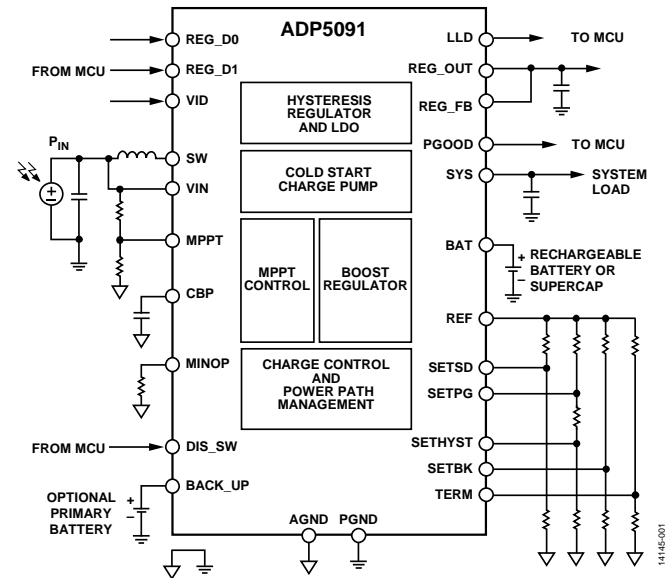 ADP5091
REG_D0
FROM MCU
REG_D1
VID
PIN
SW
VIN
MPPT
CBP
MINOP
FROM MCU
DIS_SW
BACK_UP
OPTIONAL
PRIMARY
BATTERY
+
–
+
–
HYSTERESIS
REGULATOR
AND LDO
COLD START
CHARGE PUMP
MPPT
CONTROL
BOOST
REGULATOR
CHARGE CONTROL
AND
POWER PATH
MANAGEMENT
AGND
PGND
LLD
TO MCU
REG_OUT
REG_FB
PGOOD
TO MCU
SYS
SYSTEM
LOAD
BAT
+
–
RECHARGEABLE
BATTERY OR
SUPERCAP
REF
SETSD
SETPG
SETHYST
SETBK
TERM
14145-001